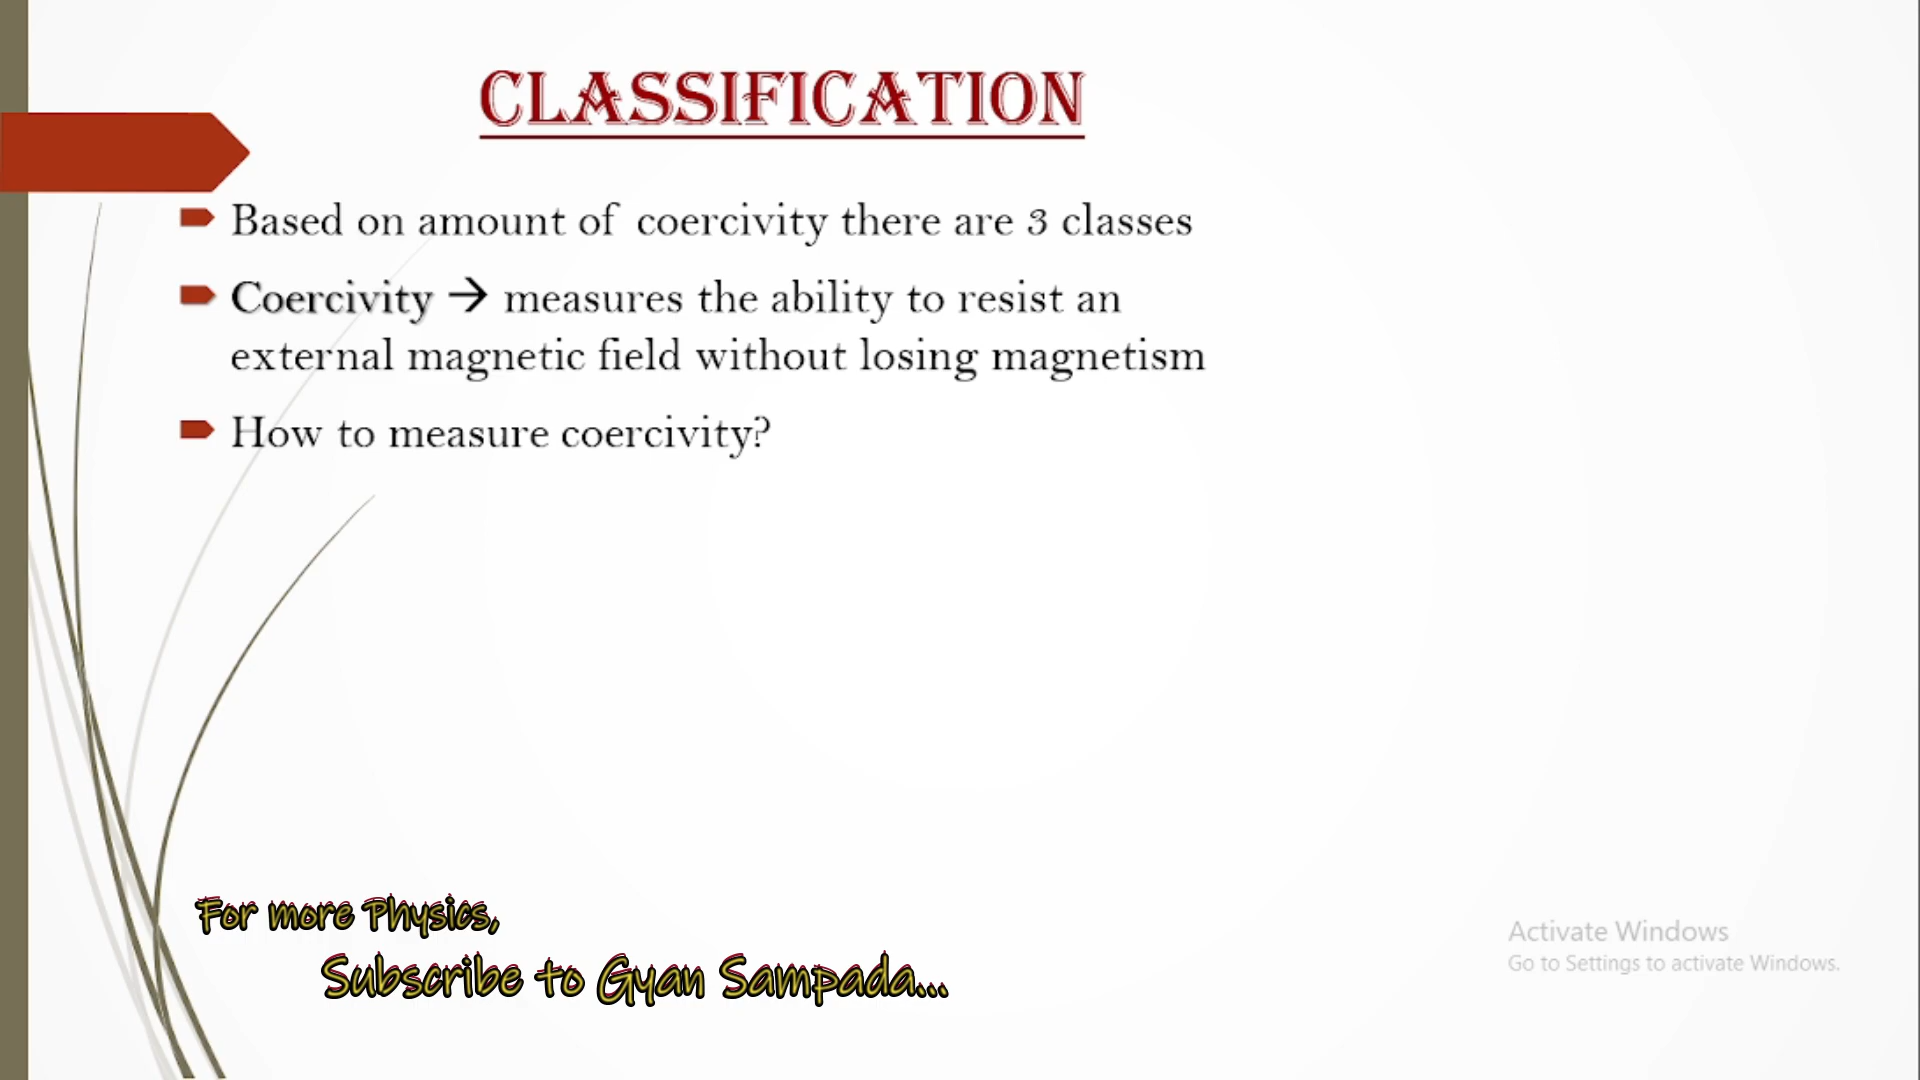 CLASSIFICATION
Based on amount of coercivity there are 3 classes
Coercivity → measures the ability to resist an
external magnetic field without losing magnetism
How to measure coercivity?
For more Physics,
Subscribe to Gyan Sampada...
Activate Windows
Go to Settings to activate Windows.